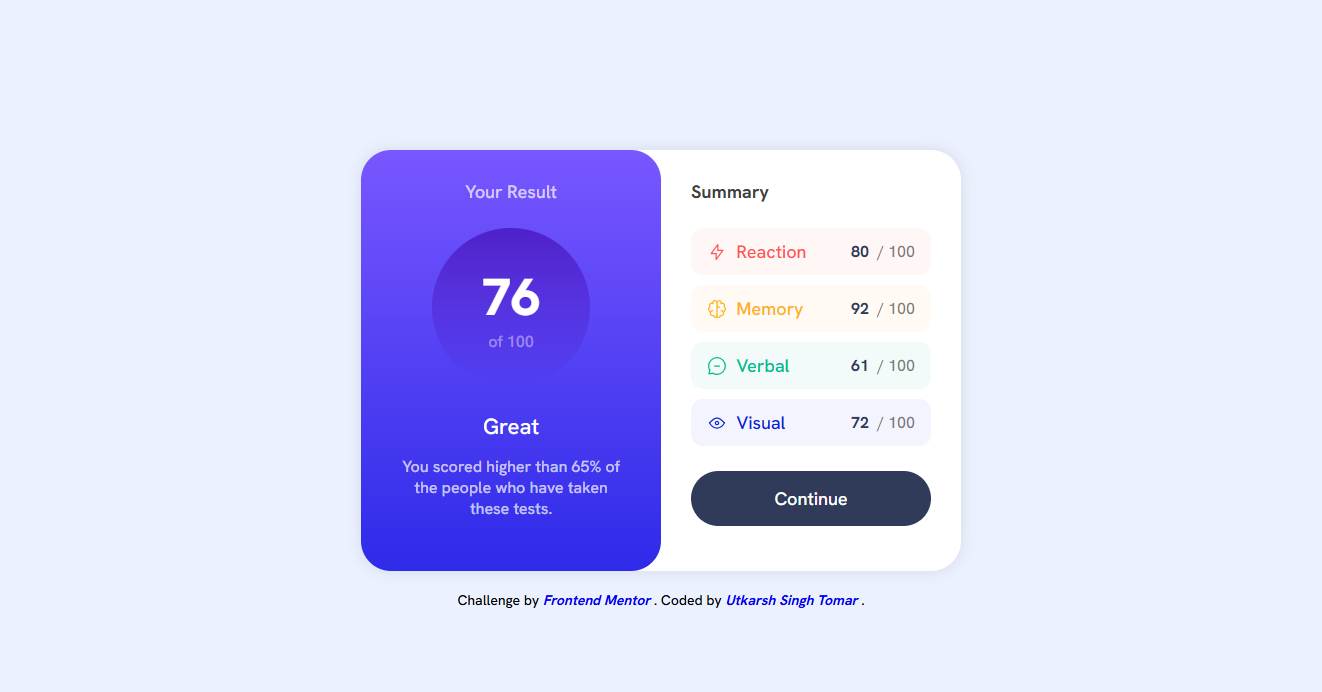 Your Result
76
of 100
Great
You scored higher than 65% of
the people who have taken
these tests.
Summary
Reaction 80 / 100
Memory 92 / 100
Verbal 61 / 100
Visual 72 / 100
Continue
Challenge by Frontend Mentor . Coded by Utkarsh Singh Tomar .